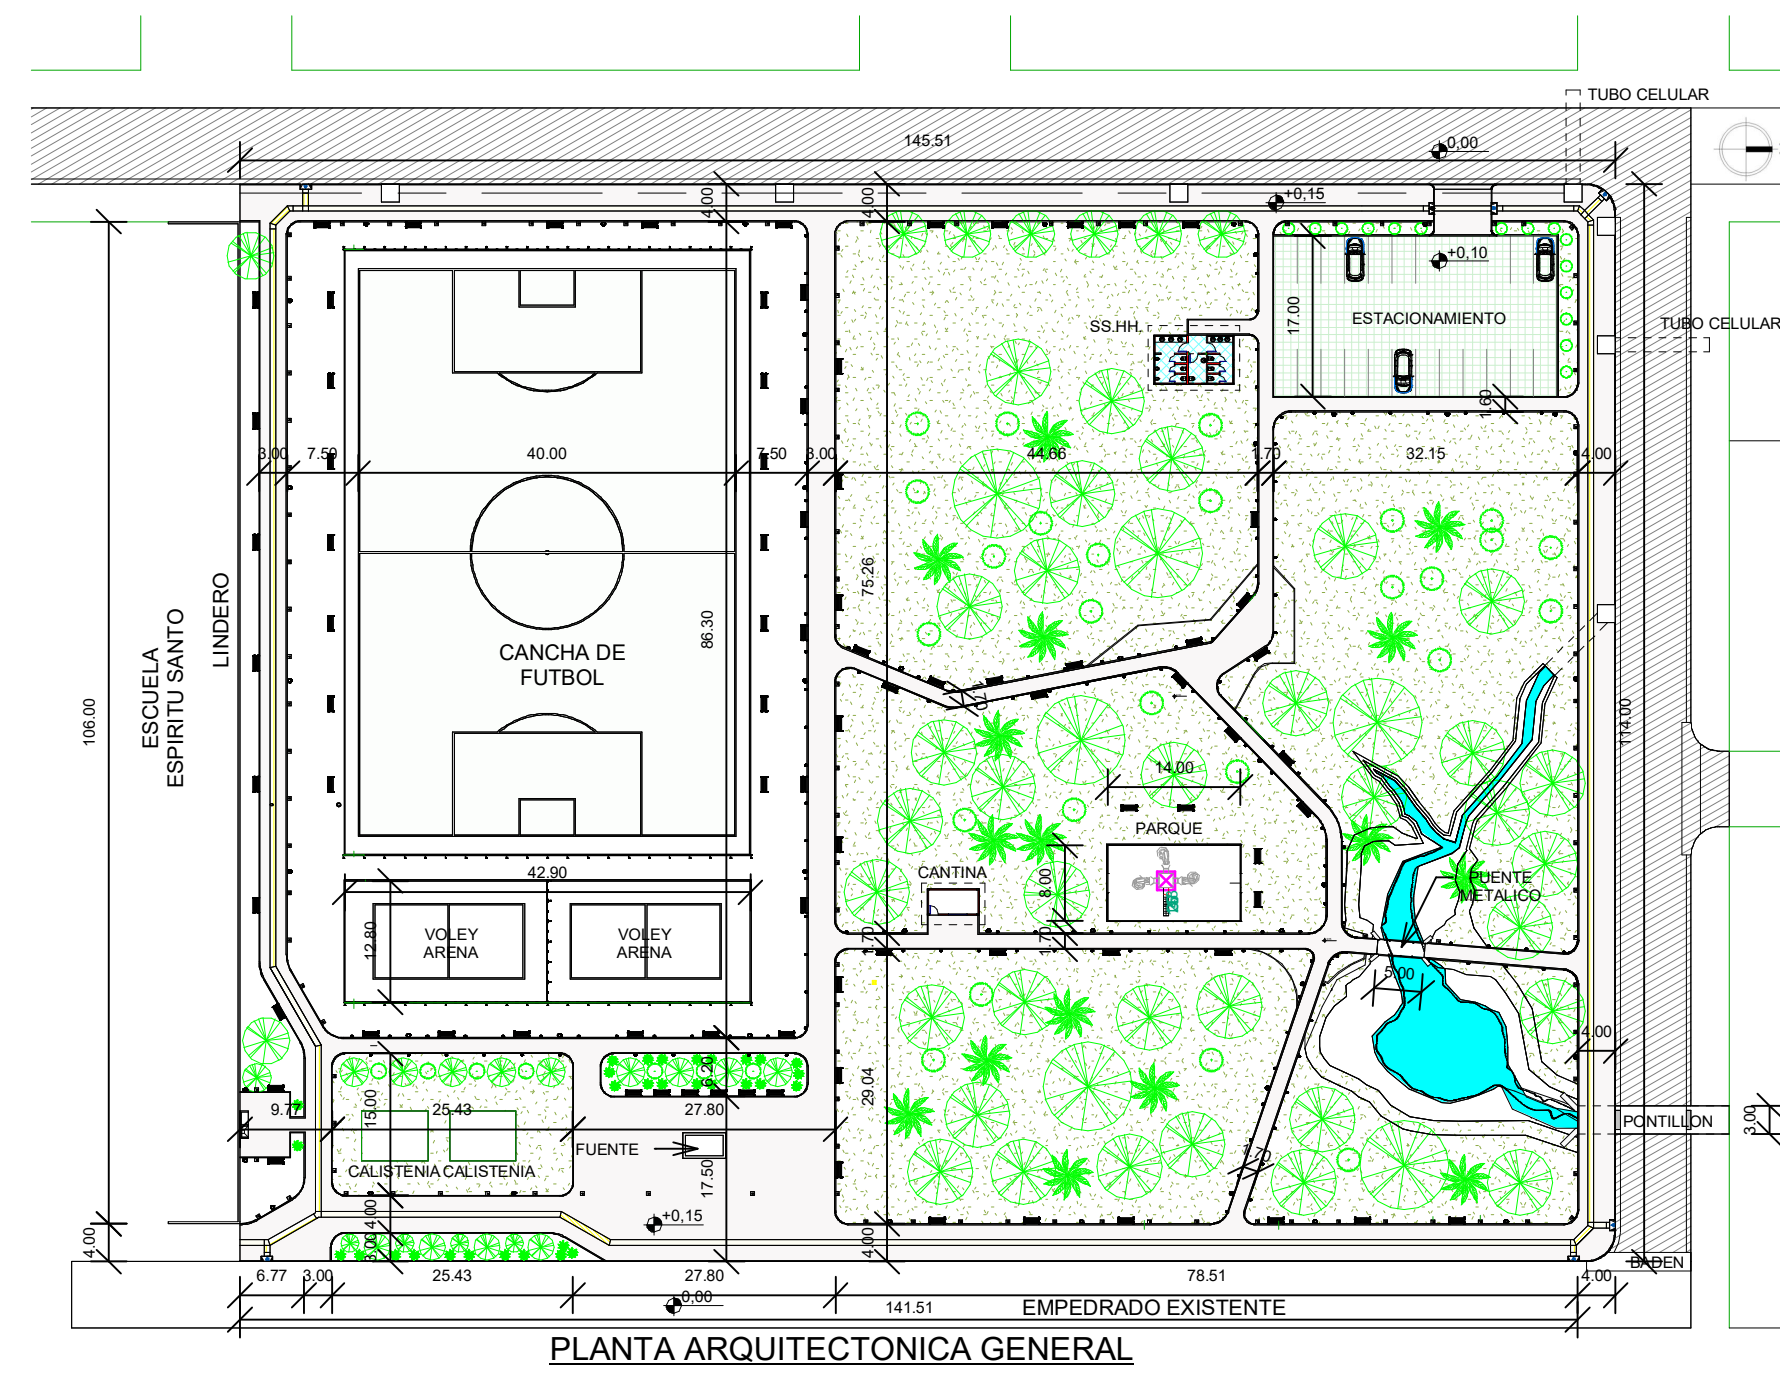 TUBO CELULAR
145.51
0,00
+0,15
4.00
4.00
+0,10
17.00
ESTACIONAMIENTO
TUBO CELULAR
SS.HH.
1.60
3.00
7.50
40.00
7.50
3.00
44.66
1.70
32.15
4.00
75.26
86.30
LINDERO
ESCUELA
ESPIRITU SANTO
106.00
CANCHA DE
FUTBOL
1.70
114.00
14.00
PARQUE
42.90
CANTINA
8.00
PUENTE
METALICO
12.80
VOLEY
ARENA
VOLEY
ARENA
1.70
1.70
5.00
4.00
6.20
29.04
15.00
9.77
25.43
27.80
PONTILLON
3.00
FUENTE
CALISTENIA
CALISTENIA
17.50
1.70
+0,15
4.00
4.00
3.00
4.00
BADEN
6.77
3.00
25.43
27.80
78.51
4.00
0,00
141.51
EMPEDRADO EXISTENTE
PLANTA ARQUITECTONICA GENERAL